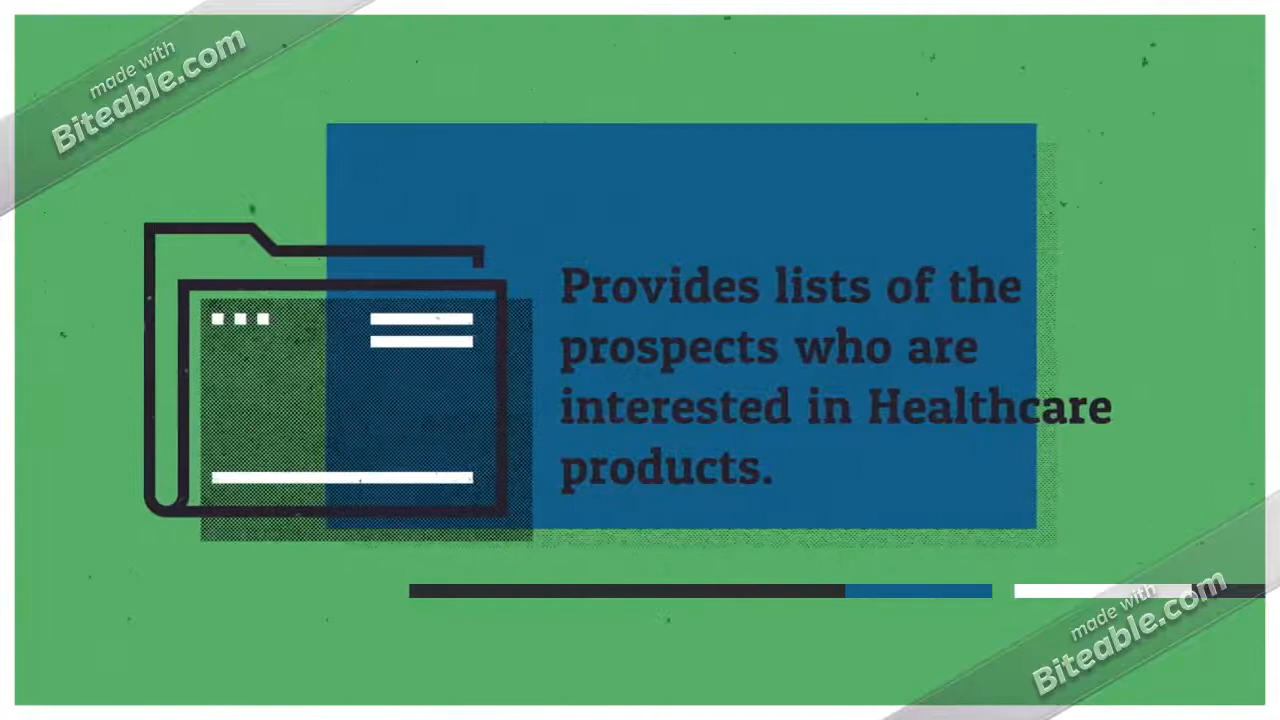 made with
Biteable.com
Provides lists of the
prospects who are
interested in Healthcare
products.
made with
Biteable.com